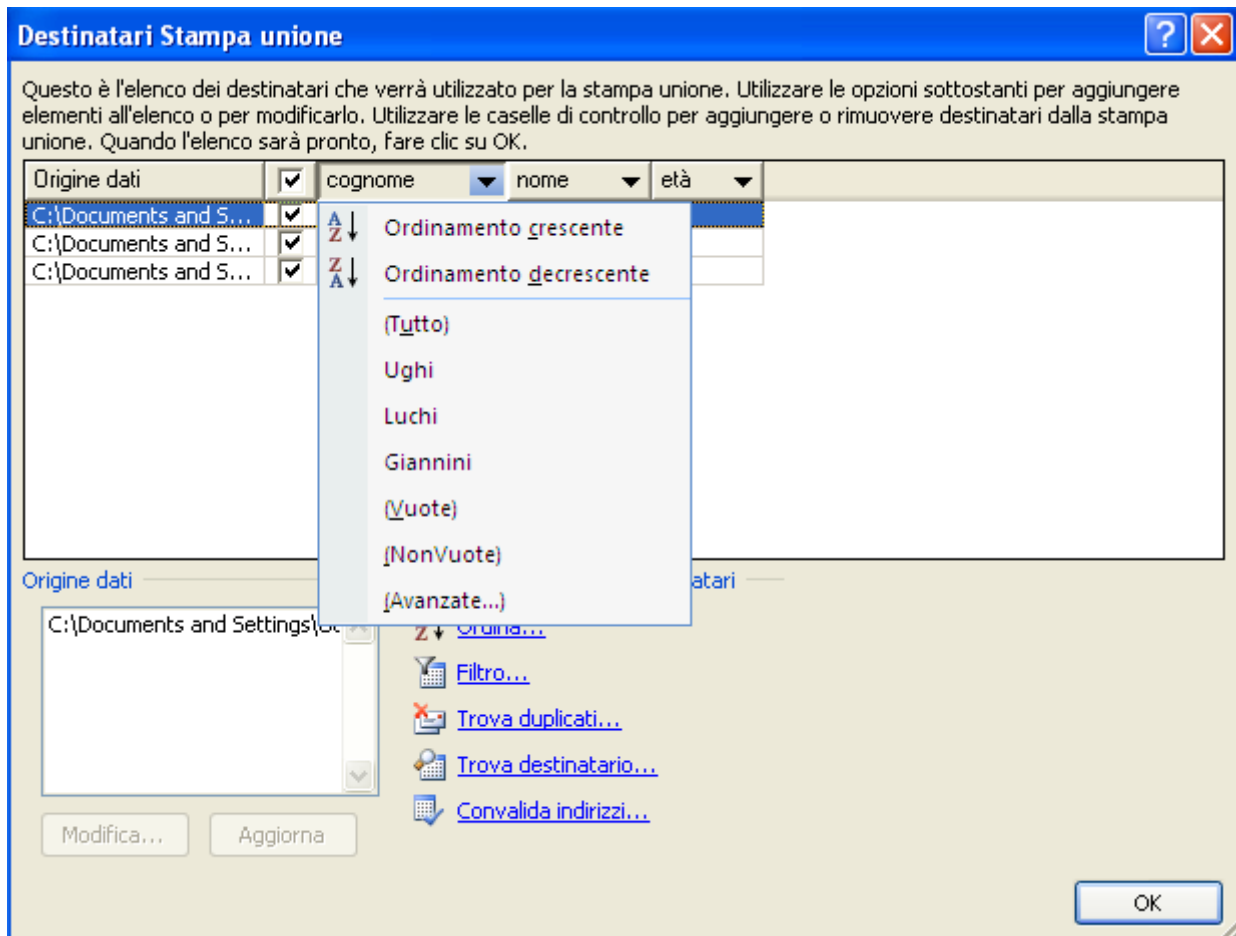 Destinatari Stampa unione
Questo è l'elenco dei destinatari che verrà utilizzato per la stampa unione. Utilizzare le opzioni sottostanti per aggiungere
elementi all'elenco o per modificarlo. Utilizzare le caselle di controllo per aggiungere o rimuovere destinatari dalla stampa
unione. Quando l'elenco sarà pronto, fare clic su OK.
Origine dati cognome nome età
C:\Documents and S...
C:\Documents and S...
C:\Documents and S...
Ordinamento crescente
Ordinamento decrescente
(Tutto)
Ughi
Luchi
Giannini
(Vuote)
(NonVuote)
(Avanzate...)
Origine dati
C:\Documents and Settings\
Ordina...
Filtro...
Trova duplicati...
Trova destinatario...
Convalida indirizzi...
Modifica... Aggiorna
OK